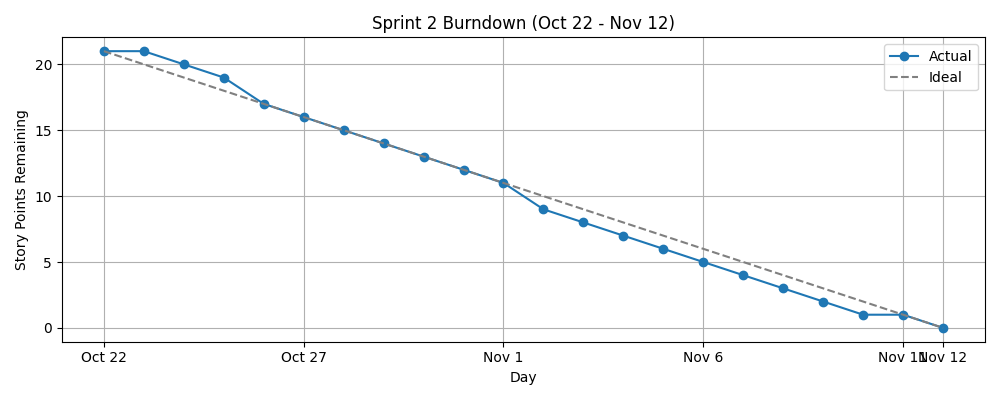 Sprint 2 Burndown (Oct 22 - Nov 12)
Actual
Ideal
Story Points Remaining
20
15
10
5
0
Oct 22
Oct 27
Nov 1
Nov 6
Nov 11
Nov 12
Day